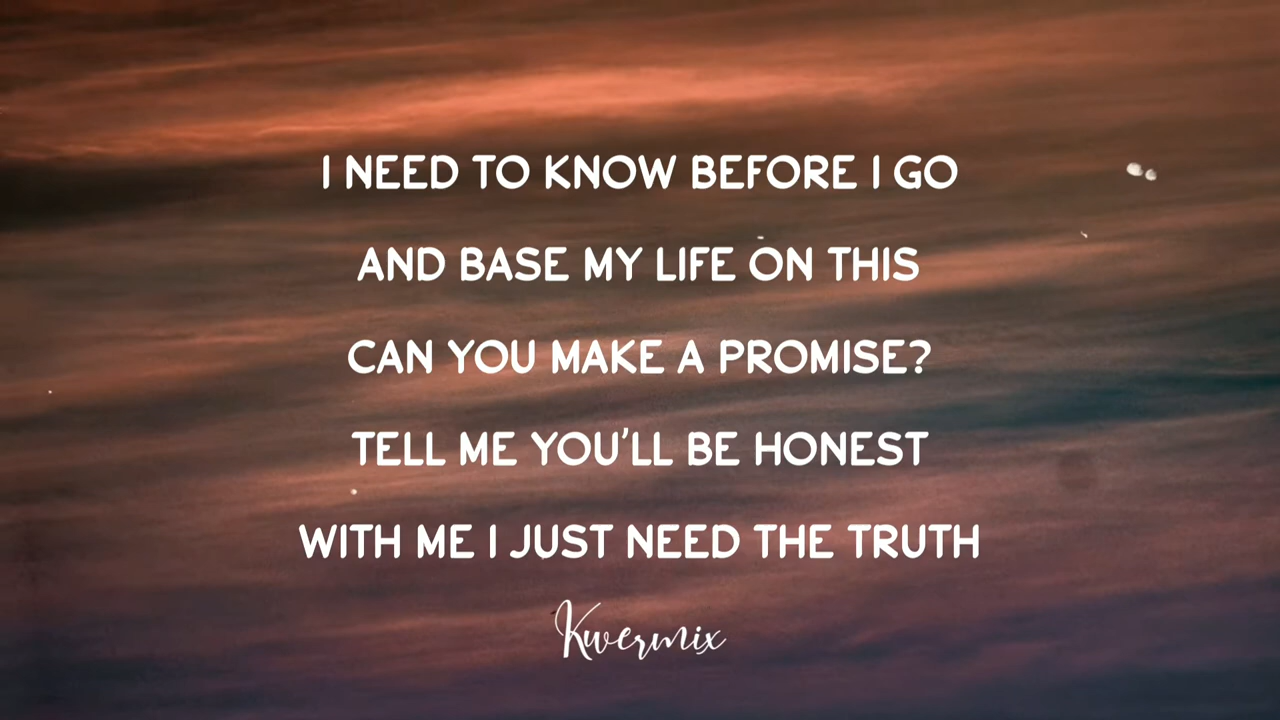 I NEED TO KNOW BEFORE I GO
AND BASE MY LIFE ON THIS
CAN YOU MAKE A PROMISE?
TELL ME YOU'LL BE HONEST
WITH ME I JUST NEED THE TRUTH
Kwermix